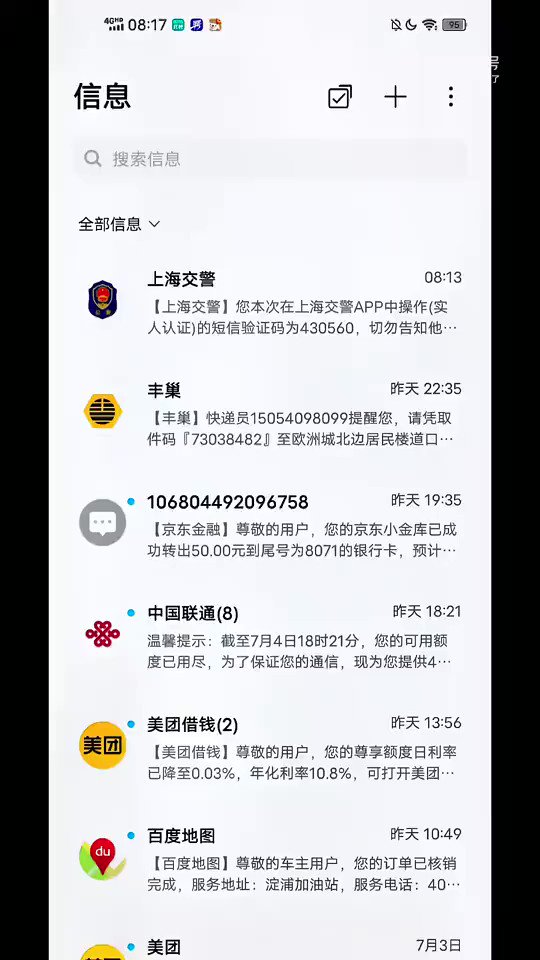 4GHD 08:17 95
号
了
信息
搜索信息
全部信息
上海交警 08:13
【上海交警】您本次在上海交警APP中操作(实
人认证)的短信验证码为430560，切勿告知他…
丰巢 昨天 22:35
【丰巢】快递员15054098099提醒您，请凭取
件码『73038482』至欧洲城北边居民楼道口…
106804492096758 昨天 19:35
【京东金融】尊敬的用户，您的京东小金库已成
功转出50.00元到尾号为8071的银行卡，预计…
中国联通(8) 昨天 18:21
温馨提示：截至7月4日18时21分，您的可用额
度已用尽，为了保证您的通信，现为您提供4…
美团借钱(2) 昨天 13:56
美团
【美团借钱】尊敬的用户，您的尊享额度日利率
已降至0.03%，年化利率10.8%，可打开美团…
百度地图 昨天 10:49
du
【百度地图】尊敬的车主用户，您的订单已核销
完成，服务地址：淀浦加油站，服务电话：40…
美团 7月3日